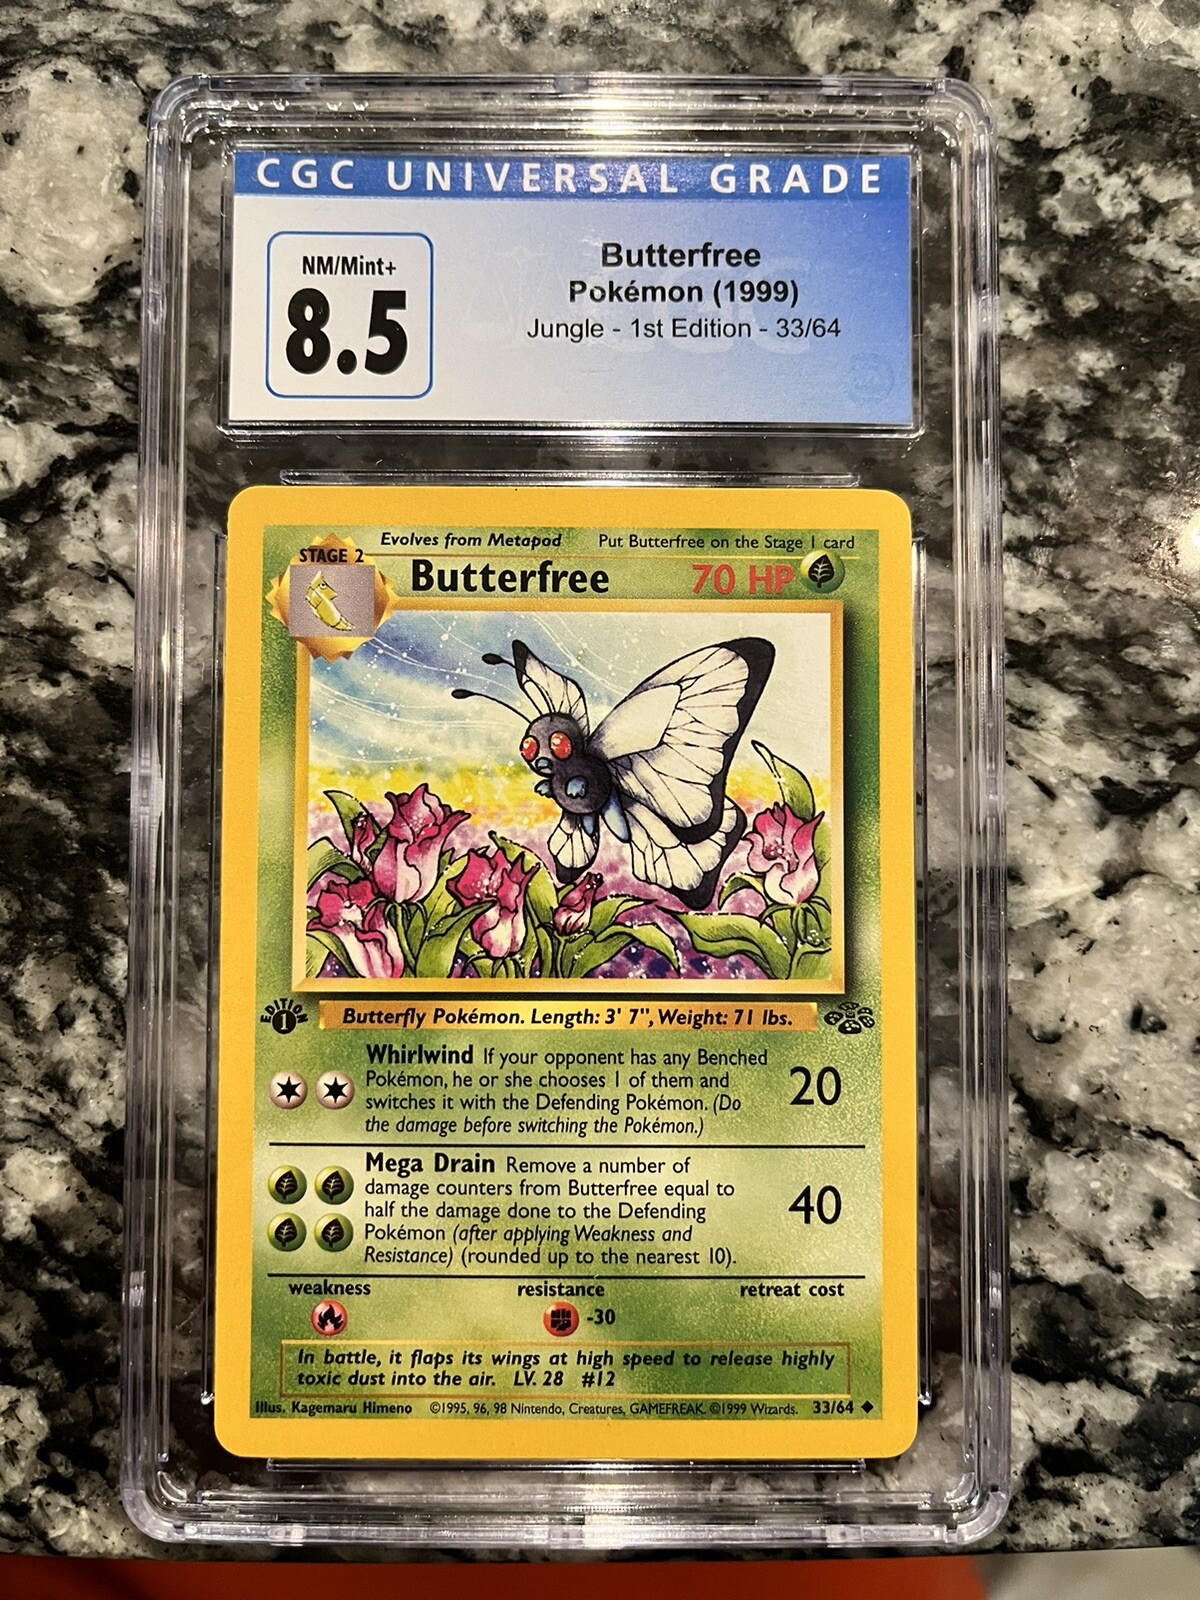 CGC UNIVERSAL GRADE
NM/Mint+
8.5
Butterfree
Pokémon (1999)
Jungle - 1st Edition - 33/64
Evolves from Metapod Put Butterfree on the Stage 1 card
STAGE 2
Butterfree 70 HP
EDITION
1
Butterfly Pokémon. Length: 3' 7", Weight: 71 lbs.
Whirlwind If your opponent has any Benched
Pokémon, he or she chooses 1 of them and
switches it with the Defending Pokémon. (Do
the damage before switching the Pokémon.)
20
Mega Drain Remove a number of
damage counters from Butterfree equal to
half the damage done to the Defending
Pokémon (after applying Weakness and
Resistance) (rounded up to the nearest 10).
40
weakness resistance retreat cost
-30
In battle, it flaps its wings at high speed to release highly
toxic dust into the air. LV. 28 #12
Illus. Kagemaru Himeno ©1995, 96, 98 Nintendo, Creatures, GAMEFREAK. ©1999 Wizards. 33/64